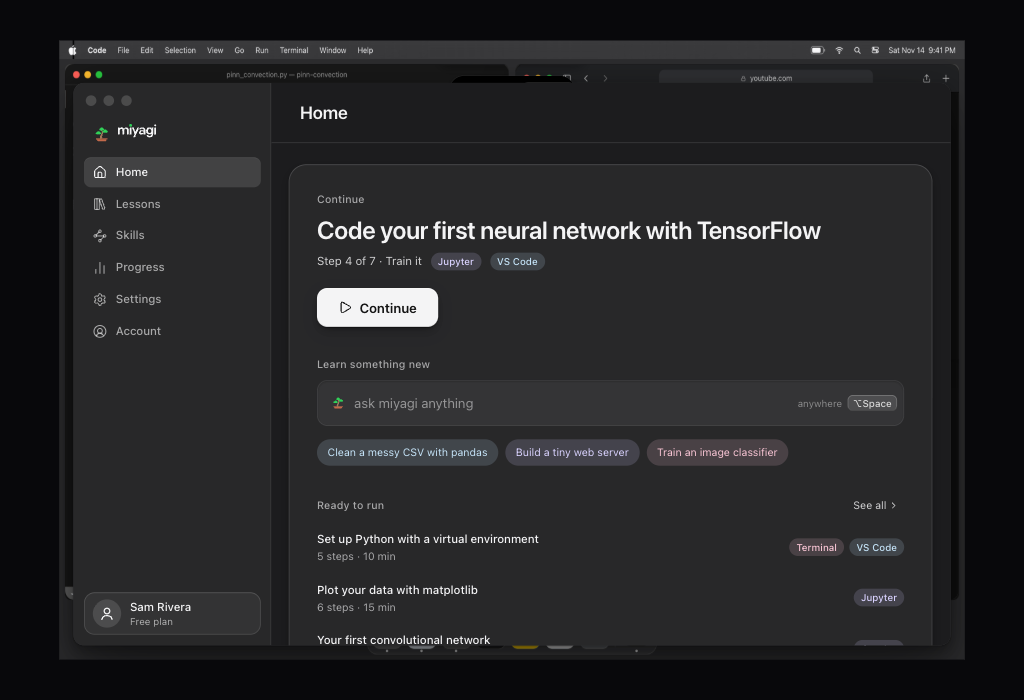 Code File Edit Selection View Go Run Terminal Window Help Sat Nov 14 9:41 PM
pinn_convection.py — pinn-convection
youtube.com
miyagi
Home
Lessons
Skills
Progress
Settings
Account
Sam Rivera
Free plan
Home
Continue
Code your first neural network with TensorFlow
Step 4 of 7 · Train it Jupyter VS Code
Continue
Learn something new
ask miyagi anything anywhere ⌥Space
Clean a messy CSV with pandas Build a tiny web server Train an image classifier
Ready to run See all
Set up Python with a virtual environment
5 steps · 10 min Terminal VS Code
Plot your data with matplotlib
6 steps · 15 min Jupyter
Your first convolutional network